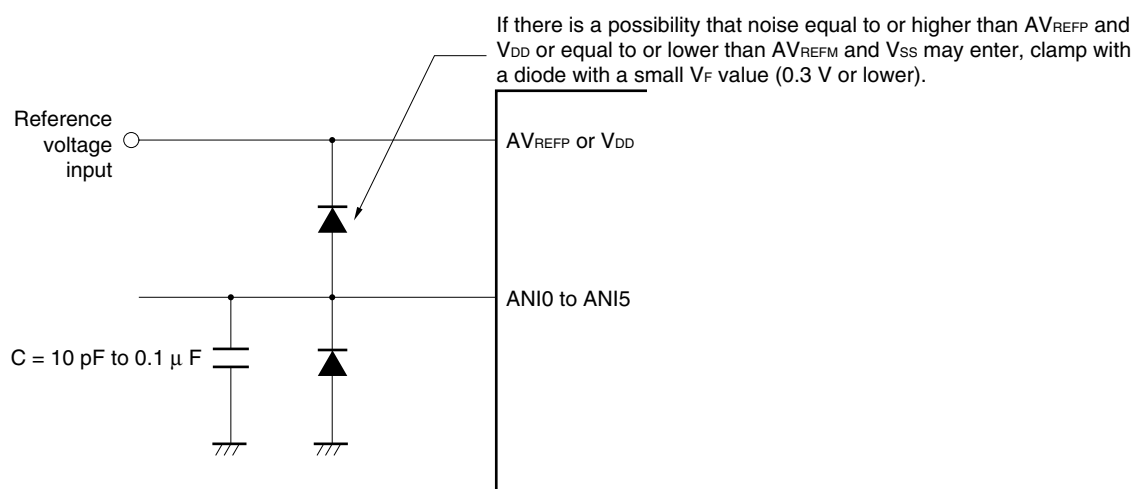 If there is a possibility that noise equal to or higher than AVREFP and
VDD or equal to or lower than AVREFM and VSS may enter, clamp with
a diode with a small VF value (0.3 V or lower).
Reference
voltage
input
AVREFP or VDD
ANI0 to ANI5
C = 10 pF to 0.1 μ F